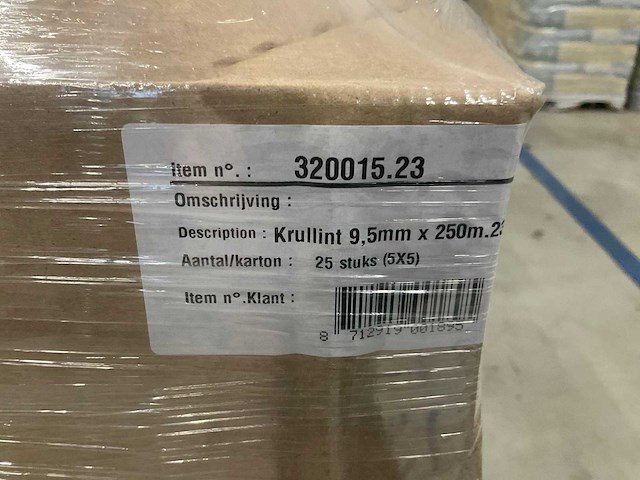 Item n°. : 320015.23
Omschrijving :
Description : Krullint 9,5mm x 250m.23
Aantal/karton : 25 stuks (5X5)
Item n°.Klant :
8 712919 001895